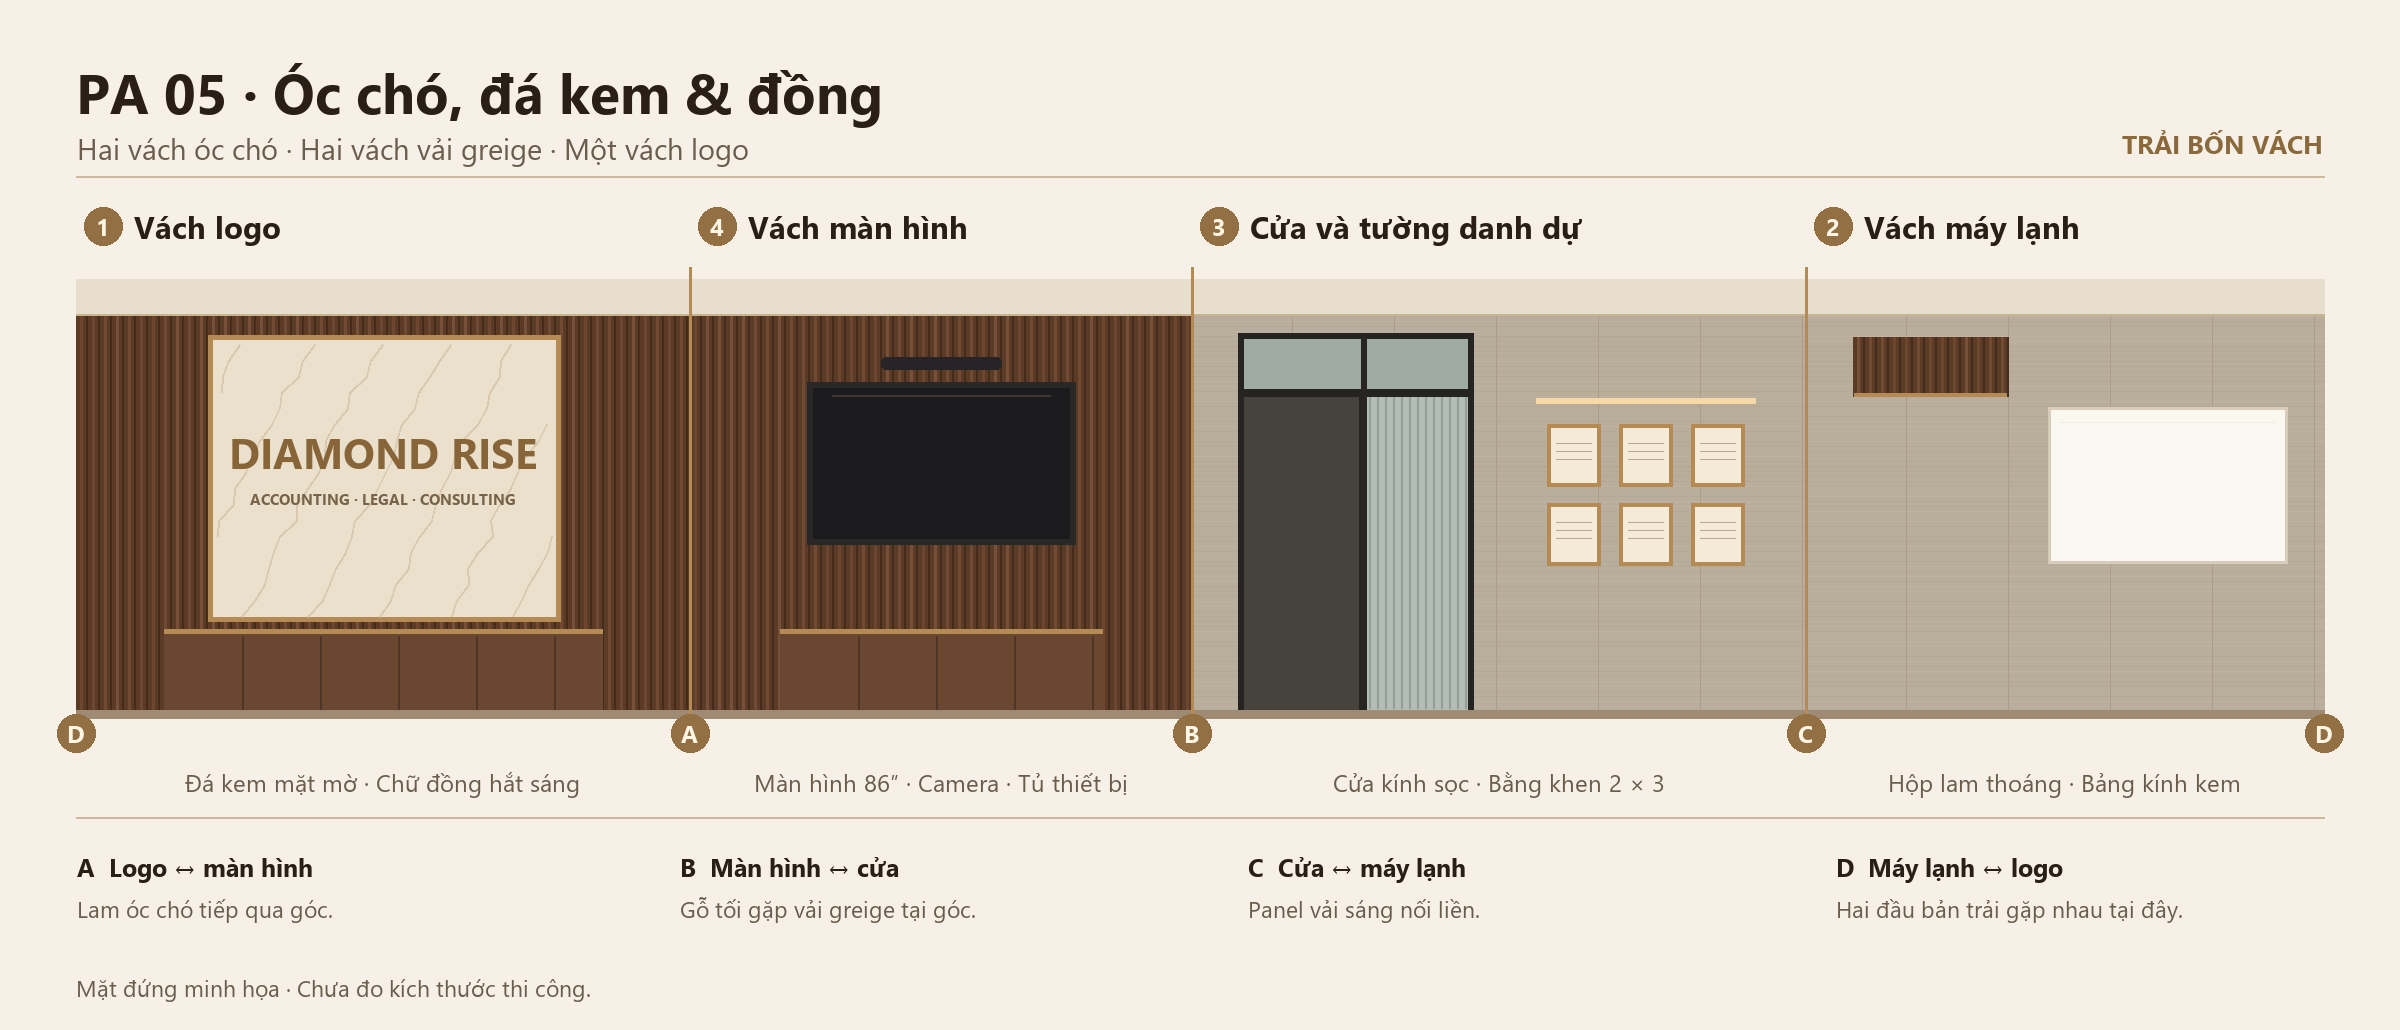 PA 05 · Óc chó, đá kem & đồng
Hai vách óc chó · Hai vách vải greige · Một vách logo
TRẢI BỐN VÁCH
1 Vách logo
4 Vách màn hình
3 Cửa và tường danh dự
2 Vách máy lạnh
DIAMOND RISE
ACCOUNTING · LEGAL · CONSULTING
D
A
B
C
D
Đá kem mặt mờ · Chữ đồng hắt sáng
Màn hình 86″ · Camera · Tủ thiết bị
Cửa kính sọc · Bằng khen 2 × 3
Hộp lam thoáng · Bảng kính kem
A Logo ↔ màn hình
Lam óc chó tiếp qua góc.
B Màn hình ↔ cửa
Gỗ tối gặp vải greige tại góc.
C Cửa ↔ máy lạnh
Panel vải sáng nối liền.
D Máy lạnh ↔ logo
Hai đầu bản trải gặp nhau tại đây.
Mặt đứng minh họa · Chưa đo kích thước thi công.